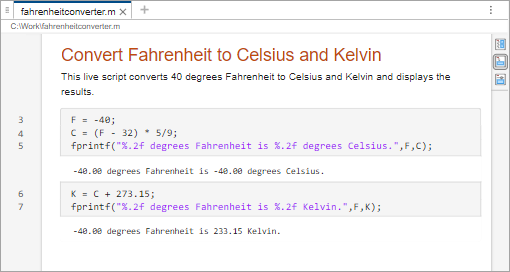 fahrenheitconverter.m
C:\Work\fahrenheitconverter.m
Convert Fahrenheit to Celsius and Kelvin
This live script converts 40 degrees Fahrenheit to Celsius and Kelvin and displays the
results.
3 F = -40;
4 C = (F - 32) * 5/9;
5 fprintf("%.2f degrees Fahrenheit is %.2f degrees Celsius.",F,C);
-40.00 degrees Fahrenheit is -40.00 degrees Celsius.
6 K = C + 273.15;
7 fprintf("%.2f degrees Fahrenheit is %.2f Kelvin.",F,K);
-40.00 degrees Fahrenheit is 233.15 Kelvin.